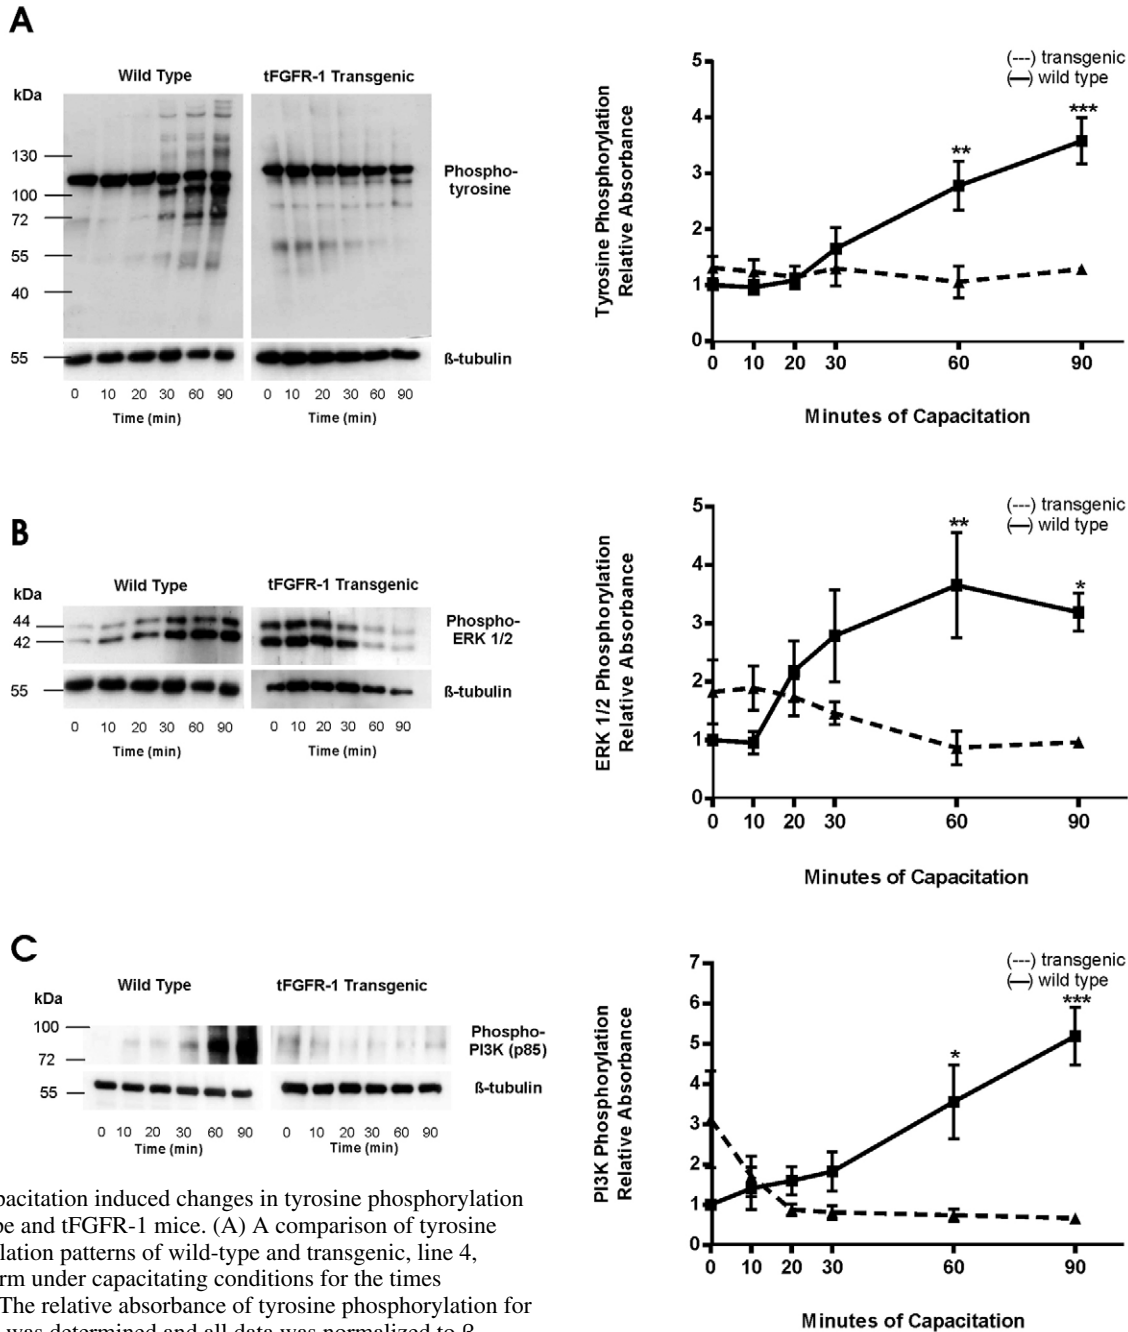 A
Wild Type
tFGFR-1 Transgenic
kDa
130
100
72
55
40
Phospho-
tyrosine
55
ß-tubulin
0 10 20 30 60 90
0 10 20 30 60 90
Time (min)
Time (min)
(---) transgenic
(—) wild type
5
4
3
2
1
0
**
***
Tyrosine Phosphorylation
Relative Absorbance
0 10 20 30 60 90
Minutes of Capacitation
B
Wild Type
tFGFR-1 Transgenic
kDa
44
42
Phospho-
ERK 1/2
55
ß-tubulin
0 10 20 30 60 90
0 10 20 30 60 90
Time (min)
Time (min)
(---) transgenic
(—) wild type
5
4
3
2
1
0
**
*
ERK 1/2 Phosphorylation
Relative Absorbance
0 10 20 30 60 90
Minutes of Capacitation
C
Wild Type
tFGFR-1 Transgenic
kDa
100
72
Phospho-
PI3K (p85)
55
ß-tubulin
0 10 20 30 60 90
0 10 20 30 60 90
Time (min)
Time (min)
(---) transgenic
(—) wild type
7
6
5
4
3
2
1
0
*
***
PI3K Phosphorylation
Relative Absorbance
0 10 20 30 60 90
Minutes of Capacitation
pacitation induced changes in tyrosine phosphorylation
pe and tFGFR-1 mice. (A) A comparison of tyrosine
lation patterns of wild-type and transgenic, line 4,
rm under capacitating conditions for the times
The relative absorbance of tyrosine phosphorylation for
was determined and all data was normalized to β